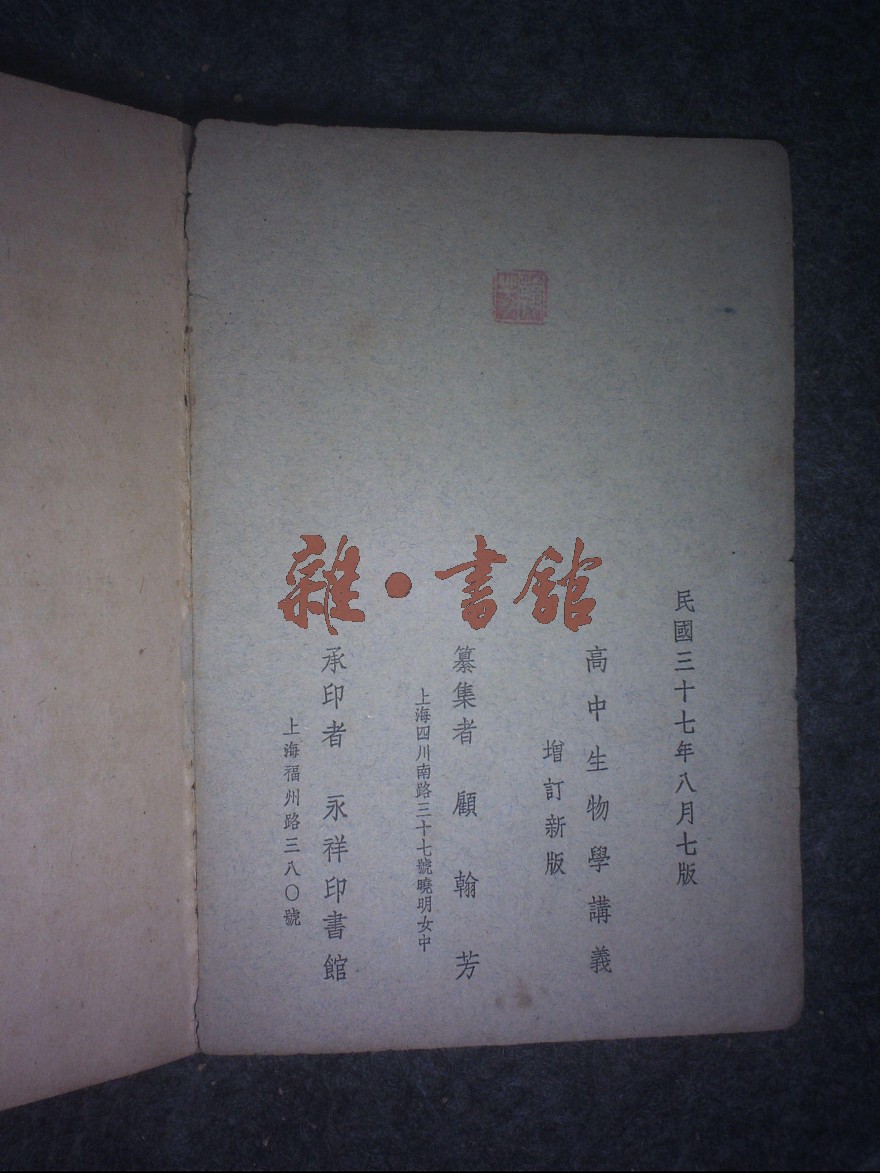 雜·書館
民國三十七年八月七版
高中生物學講義
增訂新版
纂集者 顧翰芳
上海四川南路三十七號曉明女中
承印者 永祥印書館
上海福州路三八〇號